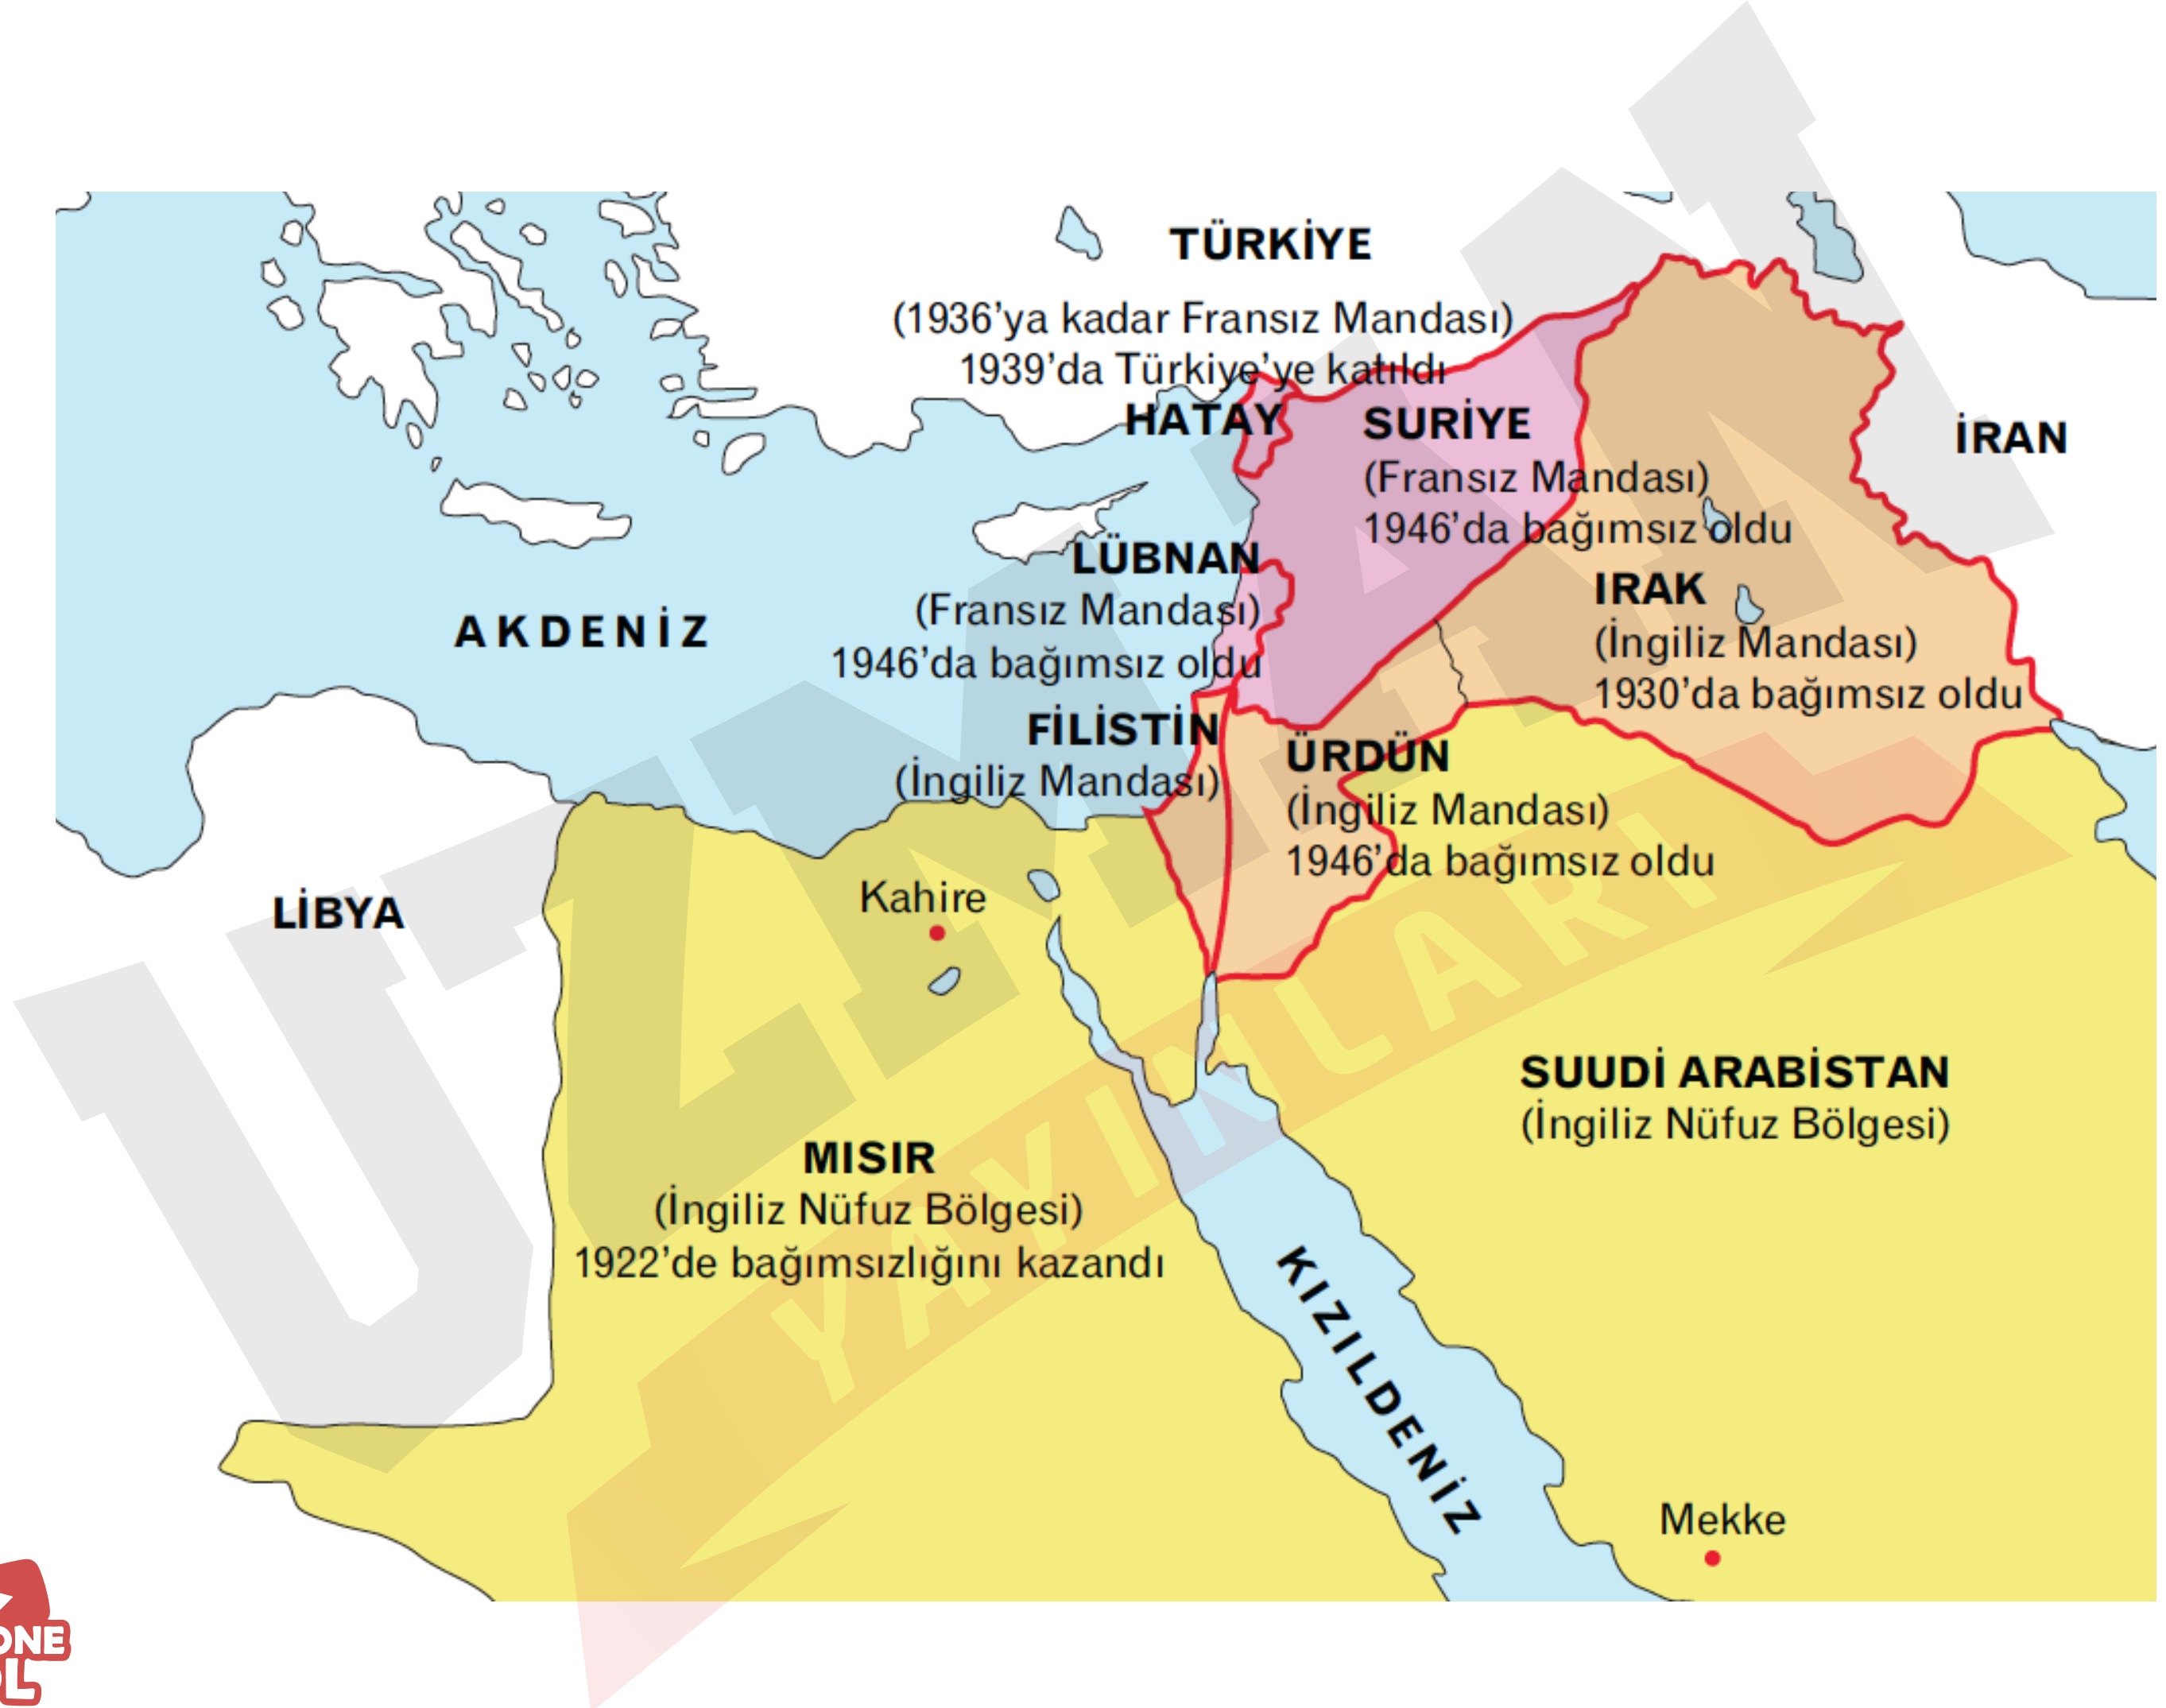 TÜRKİYE
(1936’ya kadar Fransız Mandası)
1939’da Türkiye’ye katıldı
HATAY
SURİYE
(Fransız Mandası)
1946’da bağımsız oldu
İRAN
LÜBNAN
(Fransız Mandası)
1946’da bağımsız oldu
IRAK
(İngiliz Mandası)
1930’da bağımsız oldu
AKDENİZ
FİLİSTİN
(İngiliz Mandası)
ÜRDÜN
(İngiliz Mandası)
1946’da bağımsız oldu
LİBYA
Kahire
SUUDİ ARABİSTAN
(İngiliz Nüfuz Bölgesi)
MISIR
(İngiliz Nüfuz Bölgesi)
1922’de bağımsızlığını kazandı
KIZILDENİZ
Mekke
UZMAN
YAYINLARI